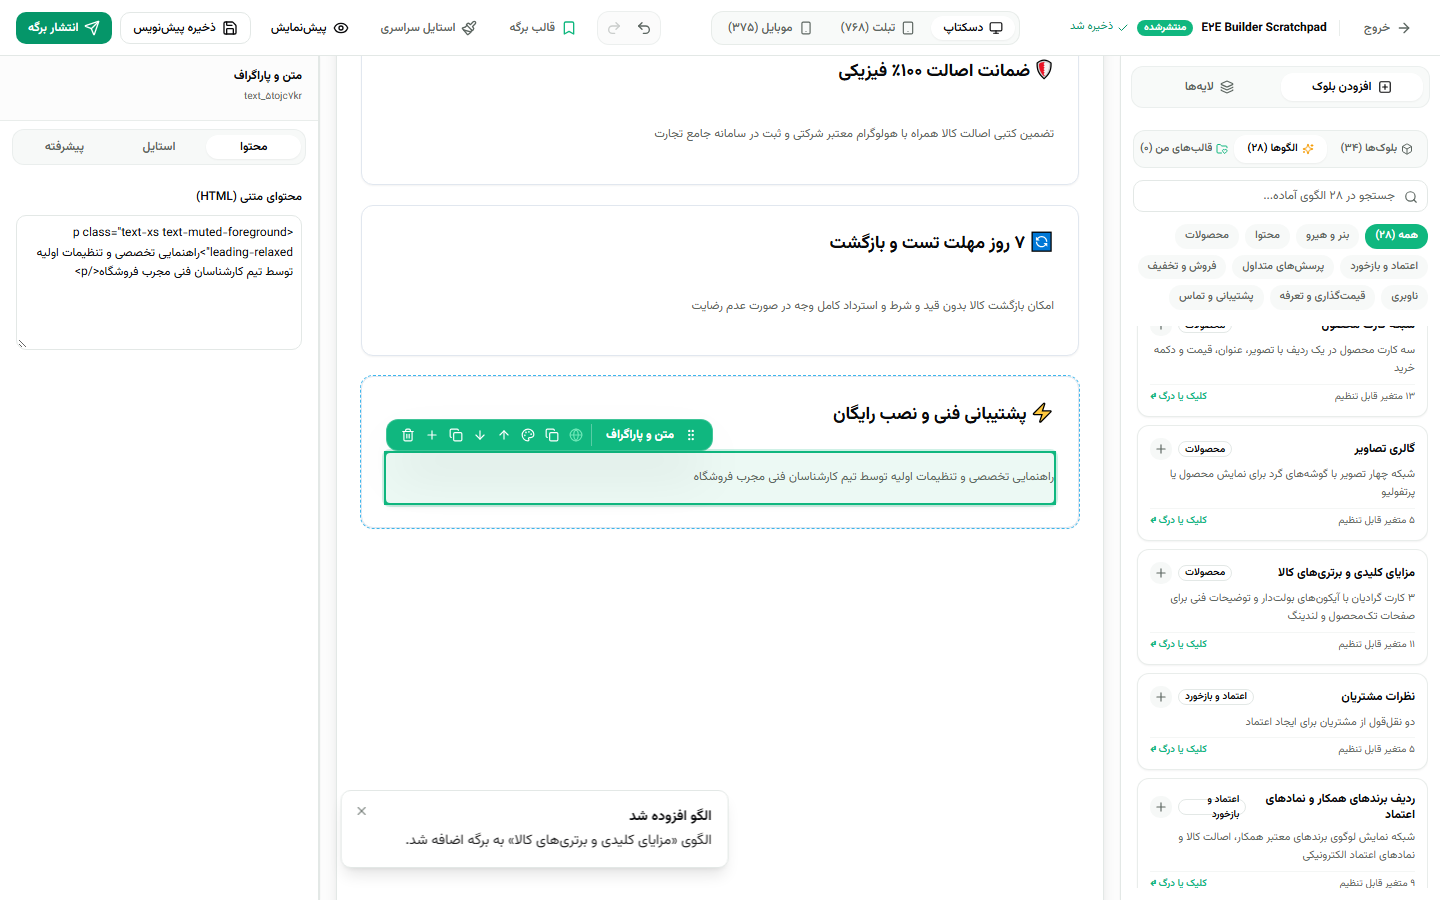 خروج
E2E Builder Scratchpad
منتشرشده
ذخیره شد
دسکتاپ
تبلت (۷۶۸)
موبایل (۳۷۵)
قالب برگه
استایل سراسری
پیش‌نمایش
ذخیره پیش‌نویس
انتشار برگه
افزودن بلوک
لایه‌ها
بلوک‌ها (۳۴)
الگوها (۲۸)
قالب‌های من (۰)
جستجو در ۲۸ الگوی آماده...
همه (۲۸)
بنر و هیرو
محتوا
محصولات
اعتماد و بازخورد
پرسش‌های متداول
فروش و تخفیف
ناوبری
قیمت‌گذاری و تعرفه
پشتیبانی و تماس
شبکه کارت محصول
محصولات
سه کارت محصول در یک ردیف با تصویر، عنوان، قیمت و دکمه
خرید
۱۳ متغیر قابل تنظیم
کلیک یا درگ
گالری تصاویر
محصولات
شبکه چهار تصویر با گوشه‌های گرد برای نمایش محصول یا
پرتفولیو
۵ متغیر قابل تنظیم
کلیک یا درگ
مزایای کلیدی و برتری‌های کالا
محصولات
۳ کارت گرادیان با آیکون‌های بولت‌دار و توضیحات فنی برای
صفحات تک‌محصول و لندینگ
۱۱ متغیر قابل تنظیم
کلیک یا درگ
نظرات مشتریان
اعتماد و بازخورد
دو نقل‌قول از مشتریان برای ایجاد اعتماد
۵ متغیر قابل تنظیم
کلیک یا درگ
ردیف برندهای همکار و نمادهای
اعتماد
اعتماد و
بازخورد
شبکه نمایش لوگوی برندهای معتبر همکار، اصالت کالا و
نمادهای اعتماد الکترونیکی
۹ متغیر قابل تنظیم
کلیک یا درگ
ضمانت اصالت ۱۰۰٪ فیزیکی
تضمین کتبی اصالت کالا همراه با هولوگرام معتبر شرکتی و ثبت در سامانه جامع تجارت
۷ روز مهلت تست و بازگشت
امکان بازگشت کالا بدون قید و شرط و استرداد کامل وجه در صورت عدم رضایت
پشتیبانی فنی و نصب رایگان
متن و پاراگراف
راهنمایی تخصصی و تنظیمات اولیه توسط تیم کارشناسان فنی مجرب فروشگاه
الگو افزوده شد
الگوی «مزایای کلیدی و برتری‌های کالا» به برگه اضافه شد.
متن و پاراگراف
text_۵tojc۷kr
محتوا
استایل
پیشرفته
محتوای متنی (HTML)
<p class="text-xs text-muted-foreground
leading-relaxed">راهنمایی تخصصی و تنظیمات اولیه
توسط تیم کارشناسان فنی مجرب فروشگاه</p>